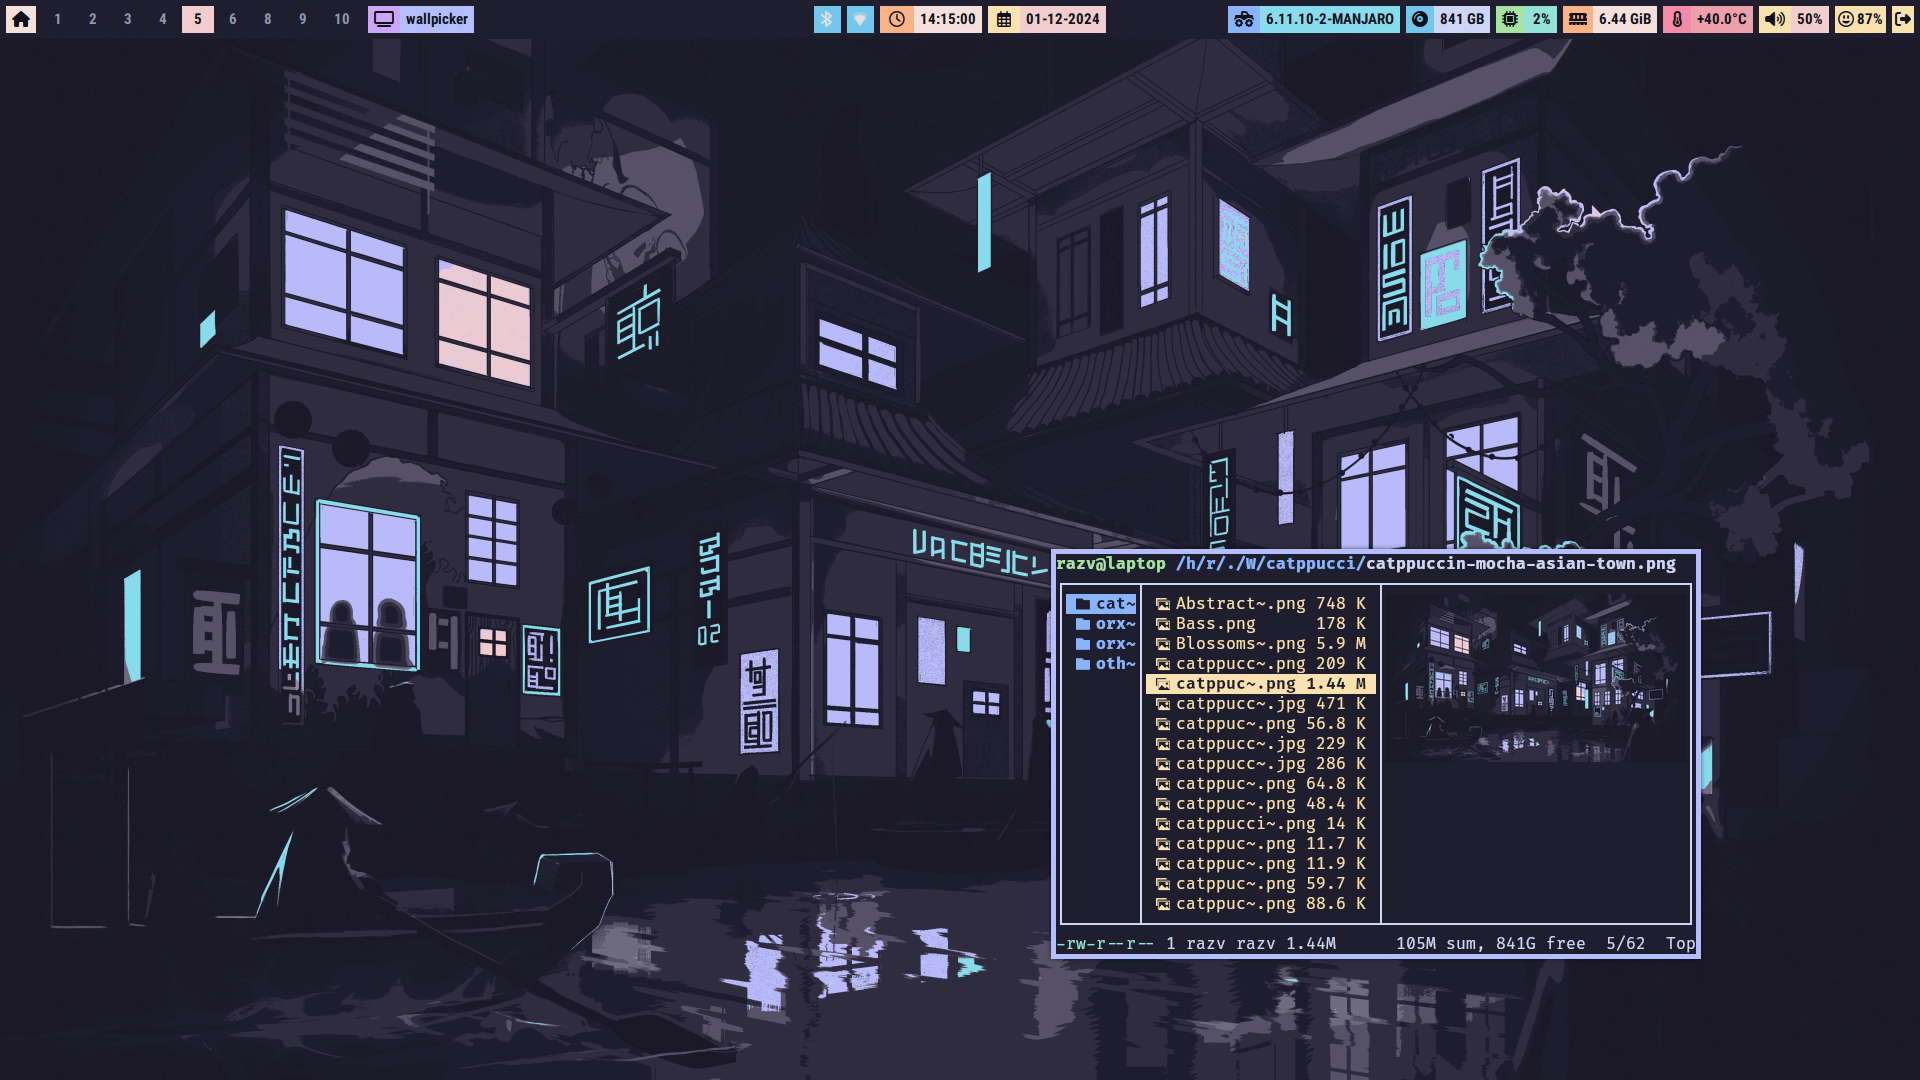 1 2 3 4 5 6 7 8 9 10 wallpicker 14:15:00 01-12-2024 6.11.10-2-MANJARO 841 GB 2% 6.44 GiB +40.0°C 50% 87%
02
razv@laptop /h/r/./W/catppucci/catppuccin-mocha-asian-town.png
cat~ Abstract~.png 748 K
orx~ Bass.png 178 K
orx~ Blossoms~.png 5.9 M
oth~ catppucc~.png 209 K
catppuc~.png 1.44 M
catppucc~.jpg 471 K
catppuc~.png 56.8 K
catppucc~.jpg 229 K
catppucc~.jpg 286 K
catppuc~.png 64.8 K
catppuc~.png 48.4 K
catppucci~.png 14 K
catppuc~.png 11.7 K
catppuc~.png 11.9 K
catppuc~.png 59.7 K
catppuc~.png 88.6 K
-rw-r--r-- 1 razv razv 1.44M 105M sum, 841G free 5/62 Top